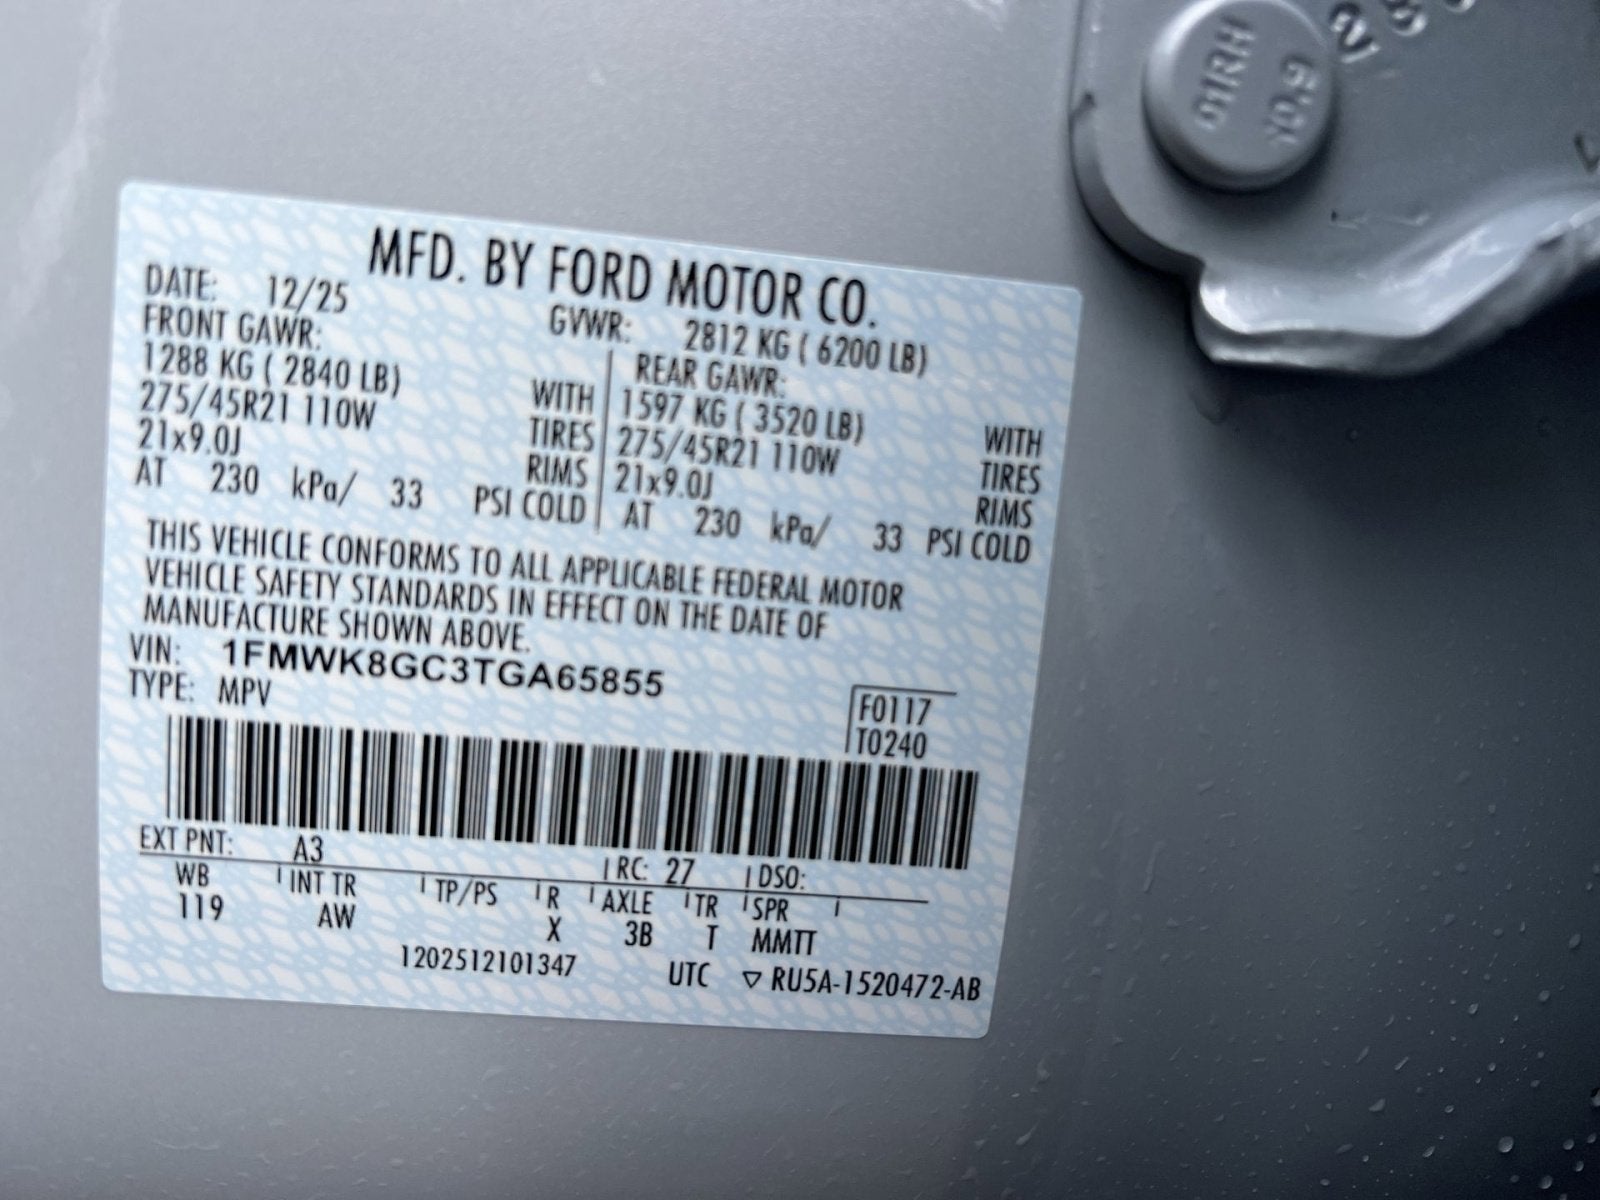 MFD. BY FORD MOTOR CO.
DATE: 12/25 GVWR: 2812 KG ( 6200 LB)
FRONT GAWR: REAR GAWR:
1288 KG ( 2840 LB) WITH 1597 KG ( 3520 LB) WITH
275/45R21 110W TIRES 275/45R21 110W TIRES
21x9.0J RIMS 21x9.0J RIMS
AT 230 kPa/ 33 PSI COLD AT 230 kPa/ 33 PSI COLD
THIS VEHICLE CONFORMS TO ALL APPLICABLE FEDERAL MOTOR
VEHICLE SAFETY STANDARDS IN EFFECT ON THE DATE OF
MANUFACTURE SHOWN ABOVE.
VIN: 1FMWK8GC3TGA65855
TYPE: MPV
F0117
T0240
EXT PNT: A3 RC: 27 DSO:
WB INT TR TP/PS R AXLE TR SPR
119 AW X 3B T MMTT
1202512101347 UTC ▽ RU5A-1520472-AB
01RH
10.9